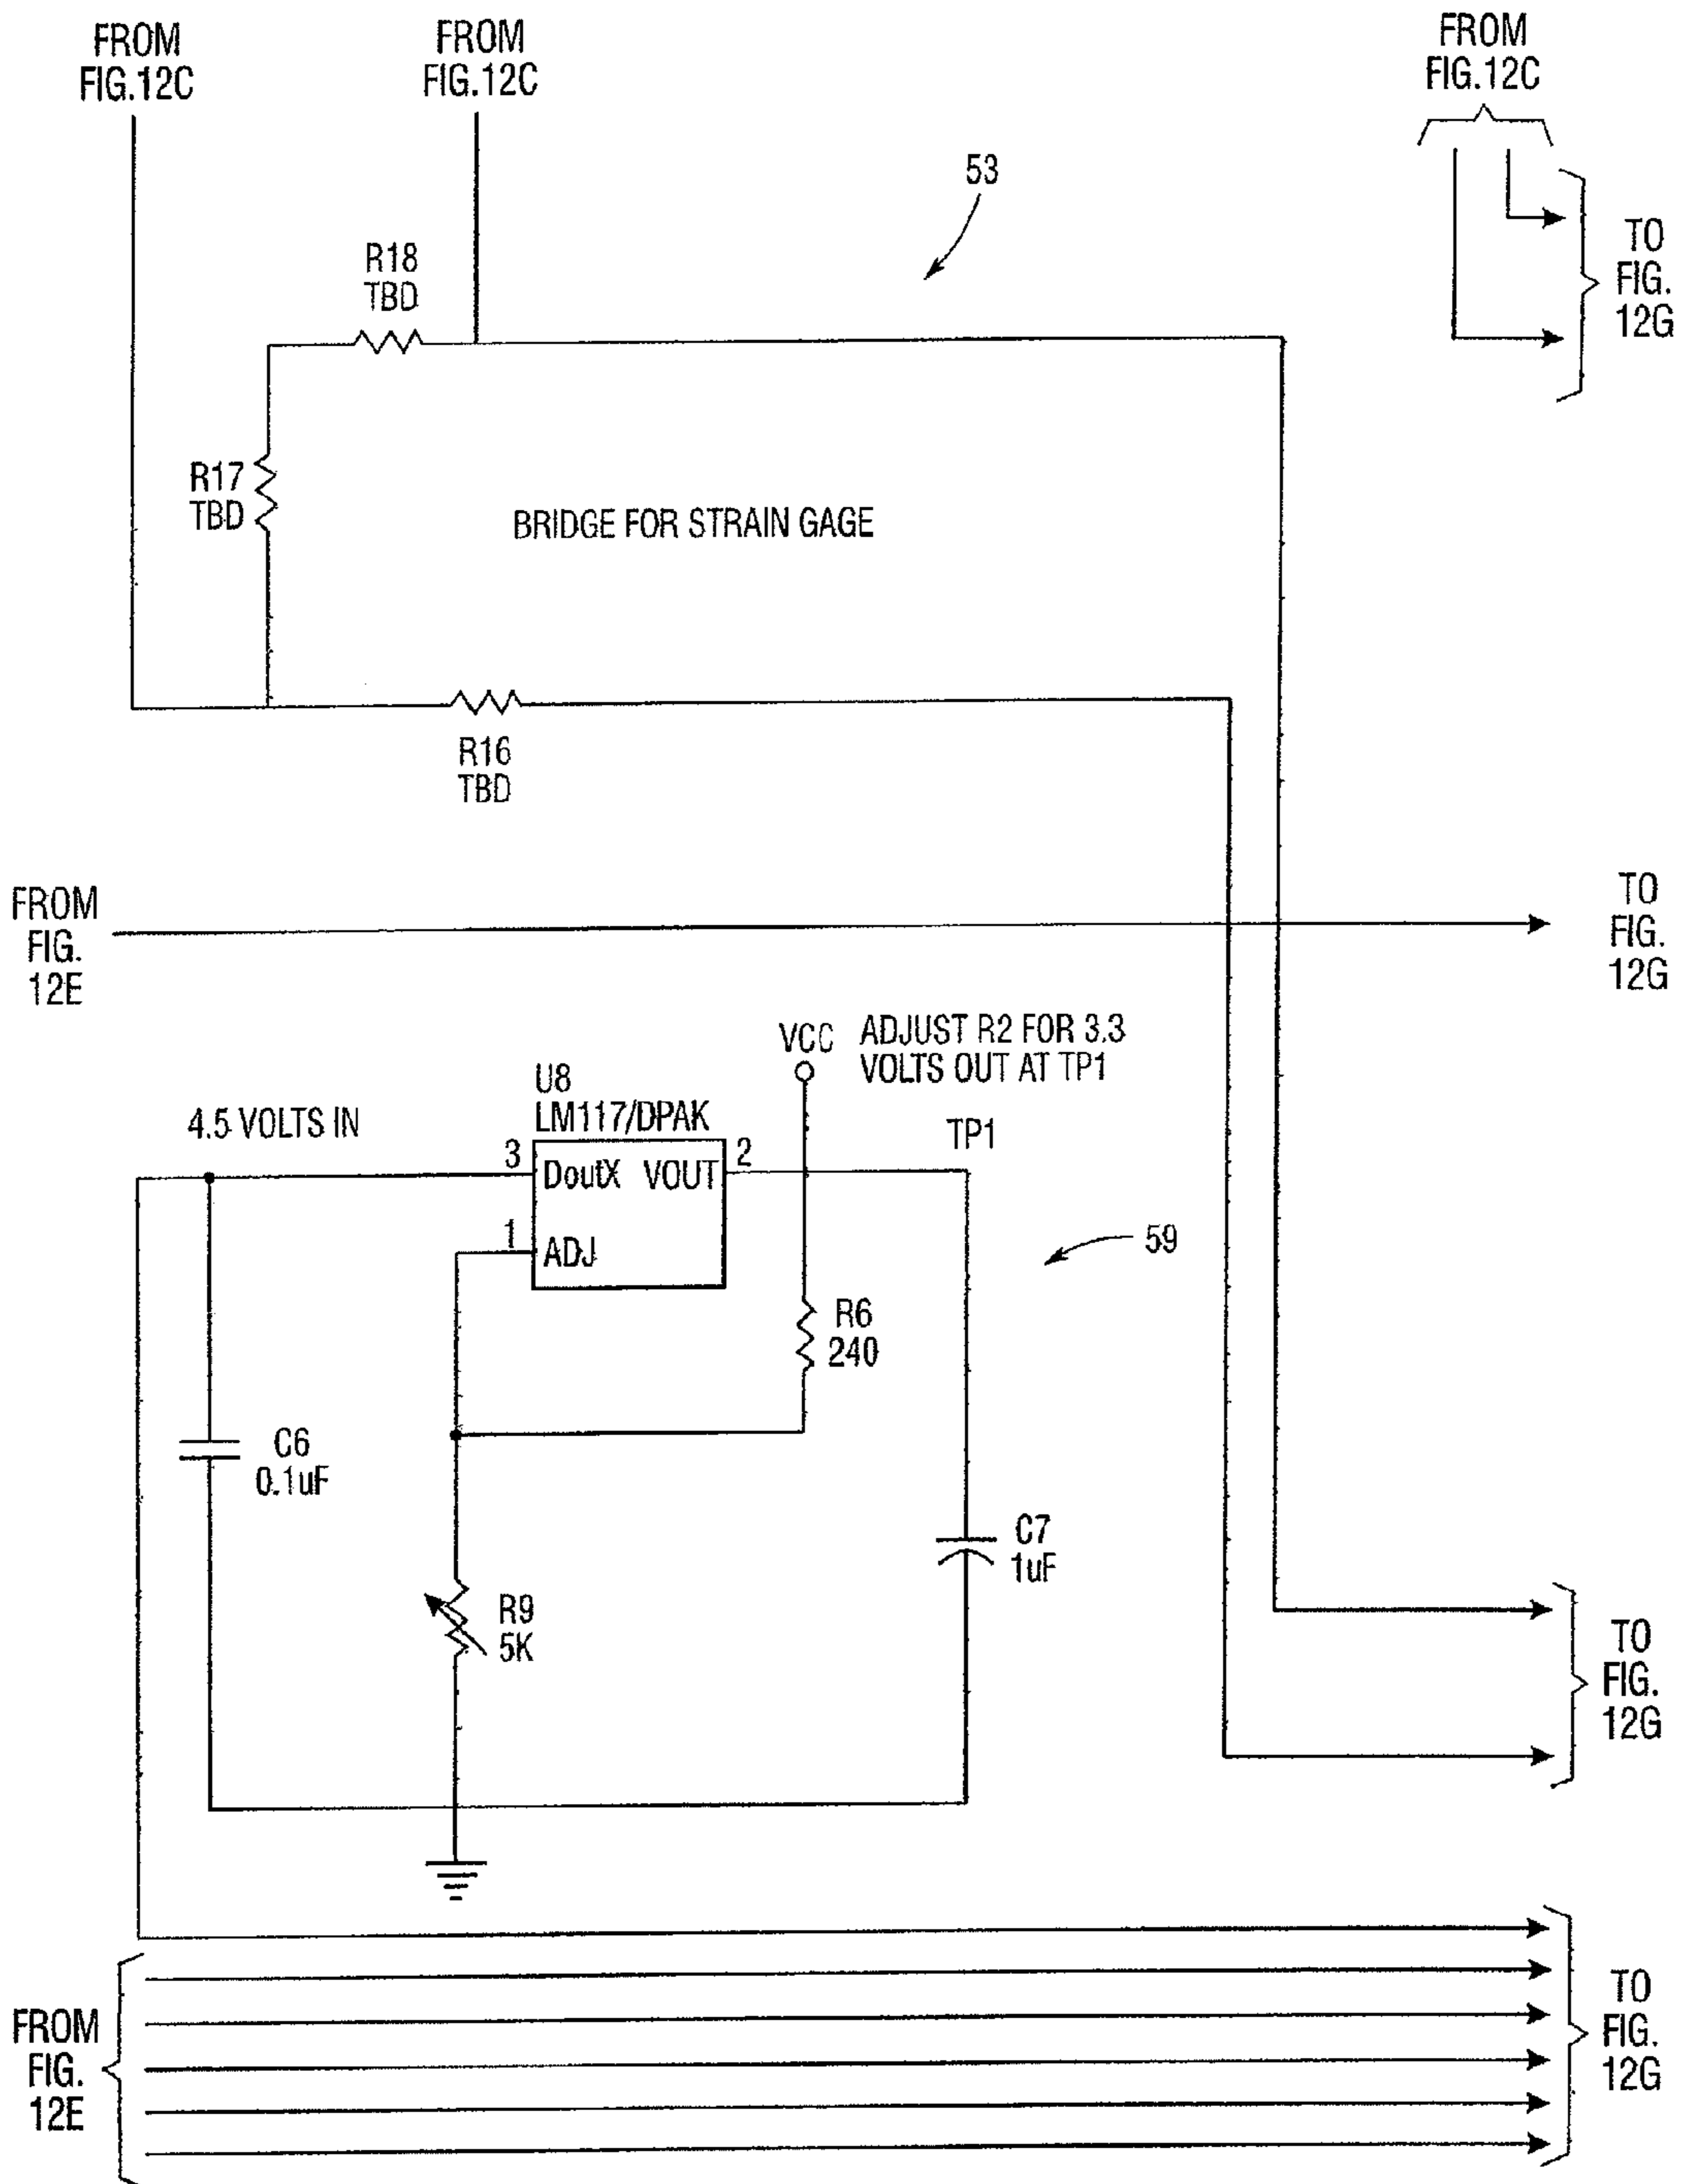 FROM
FIG.12C
FROM
FIG.12C
FROM
FIG.12C
53
TO
FIG.
12G
R18
TBD
R17
TBD
BRIDGE FOR STRAIN GAGE
R16
TBD
FROM
FIG.
12E
TO
FIG.
12G
VCC
ADJUST R2 FOR 3.3
VOLTS OUT AT TP1
U8
LM117/DPAK
4.5 VOLTS IN
TP1
3
DoutX VOUT
2
1
ADJ
59
R6
240
C6
0.1uF
C7
1uF
R9
5K
TO
FIG.
12G
FROM
FIG.
12E
TO
FIG.
12G